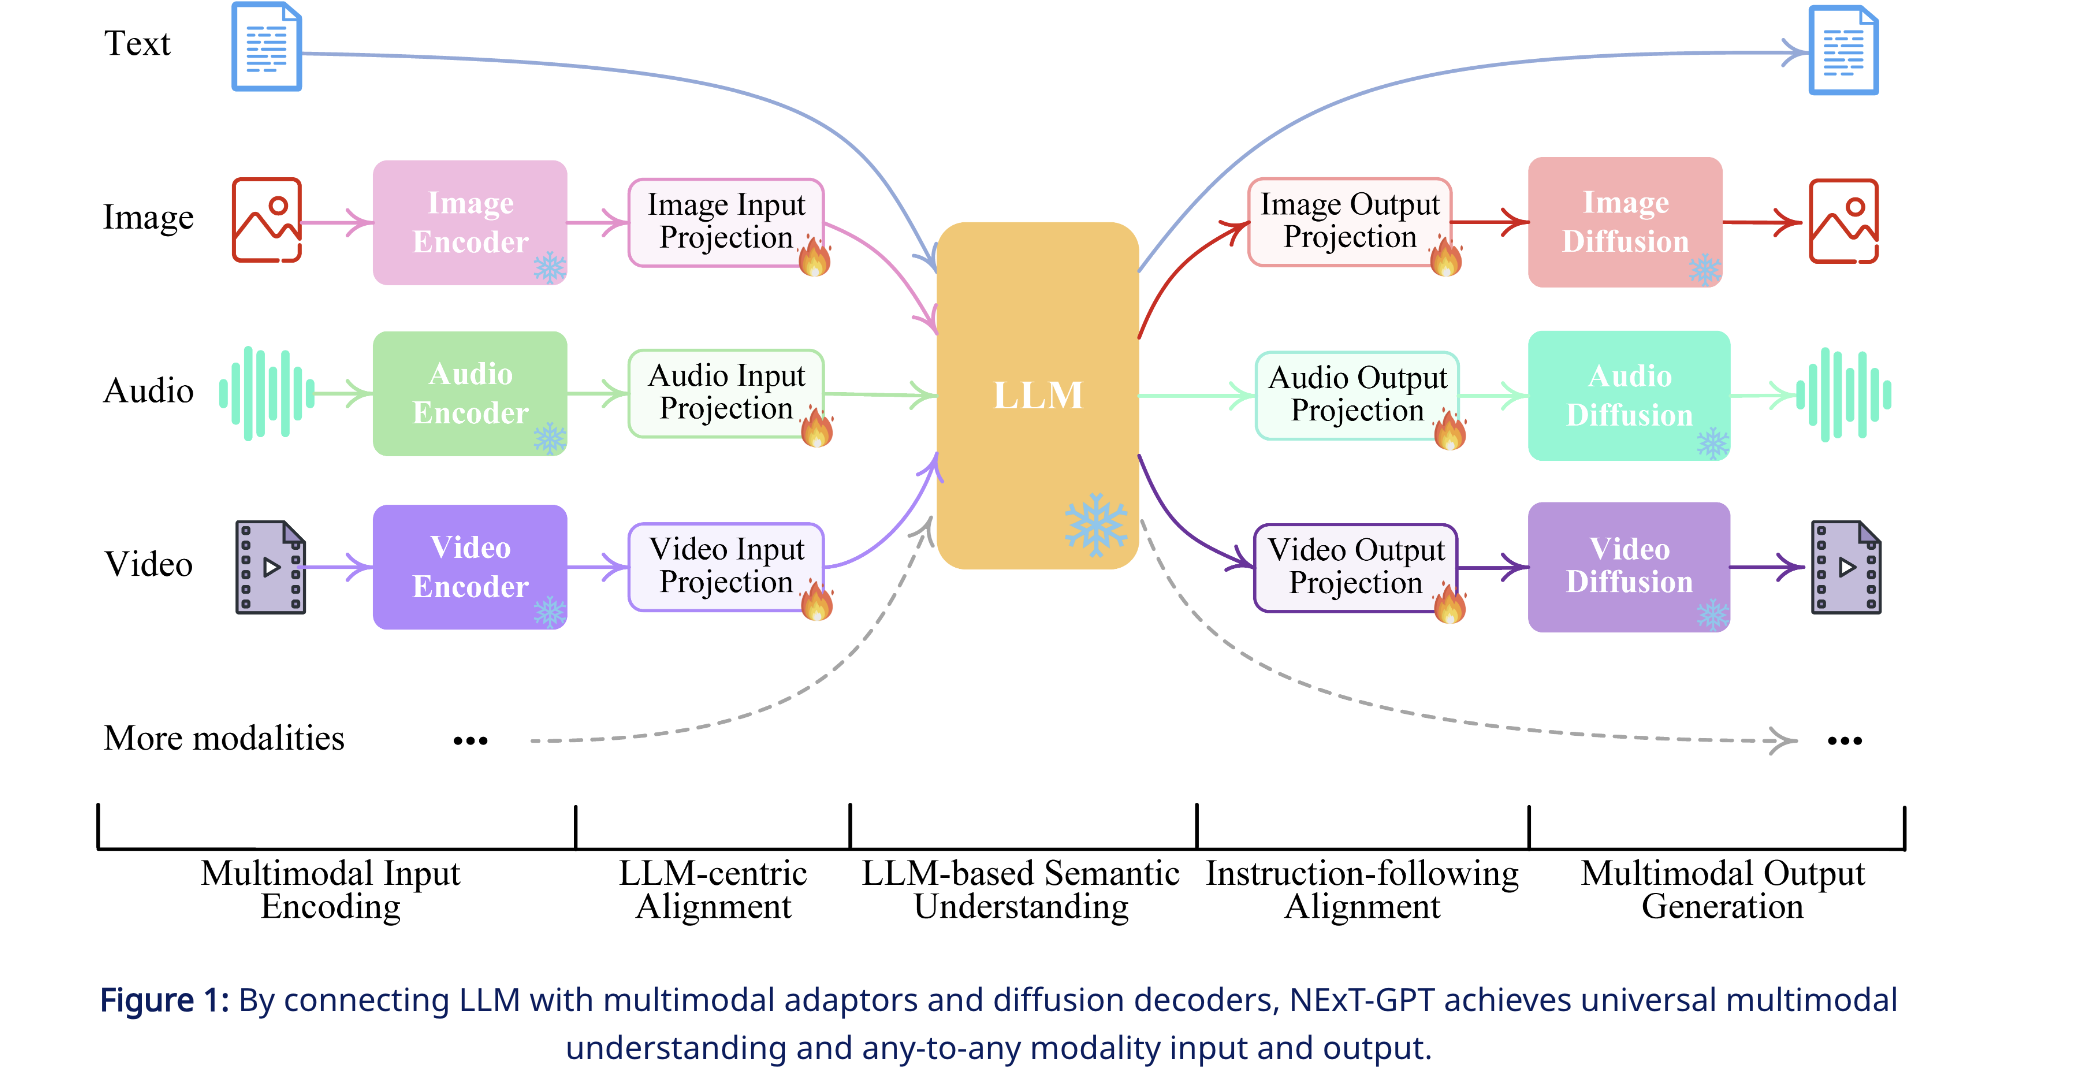 Text
Image
Image
Encoder
Image Input
Projection
Image Output
Projection
Image
Diffusion
Audio
Audio
Encoder
Audio Input
Projection
LLM
Audio Output
Projection
Audio
Diffusion
Video
Video
Encoder
Video Input
Projection
Video Output
Projection
Video
Diffusion
More modalities
...
...
Multimodal Input
Encoding
LLM-centric
Alignment
LLM-based Semantic
Understanding
Instruction-following
Alignment
Multimodal Output
Generation
Figure 1: By connecting LLM with multimodal adaptors and diffusion decoders, NExT-GPT achieves universal multimodal
understanding and any-to-any modality input and output.